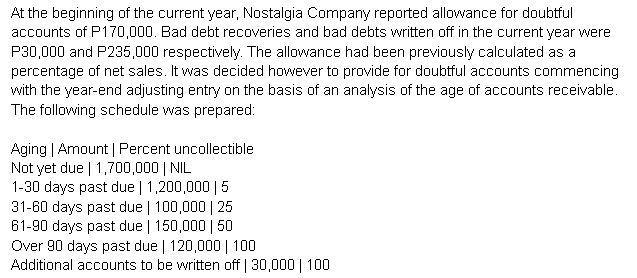 At the beginning of the current year, Nostalgia Company reported allowance for doubtful
accounts of P170,000. Bad debt recoveries and bad debts written off in the current year were
P30,000 and P235,000 respectively. The allowance had been previously calculated as a
percentage of net sales. It was decided however to provide for doubtful accounts commencing
with the year-end adjusting entry on the basis of an analysis of the age of accounts receivable.
The following schedule was prepared:
Aging | Amount | Percent uncollectible
Not yet due | 1,700,000 | NIL
1-30 days past due | 1,200,000 | 5
31-60 days past due | 100,000 | 25
61-90 days past due | 150,000 | 50
Over 90 days past due | 120,000 | 100
Additional accounts to be written off | 30,000 | 100